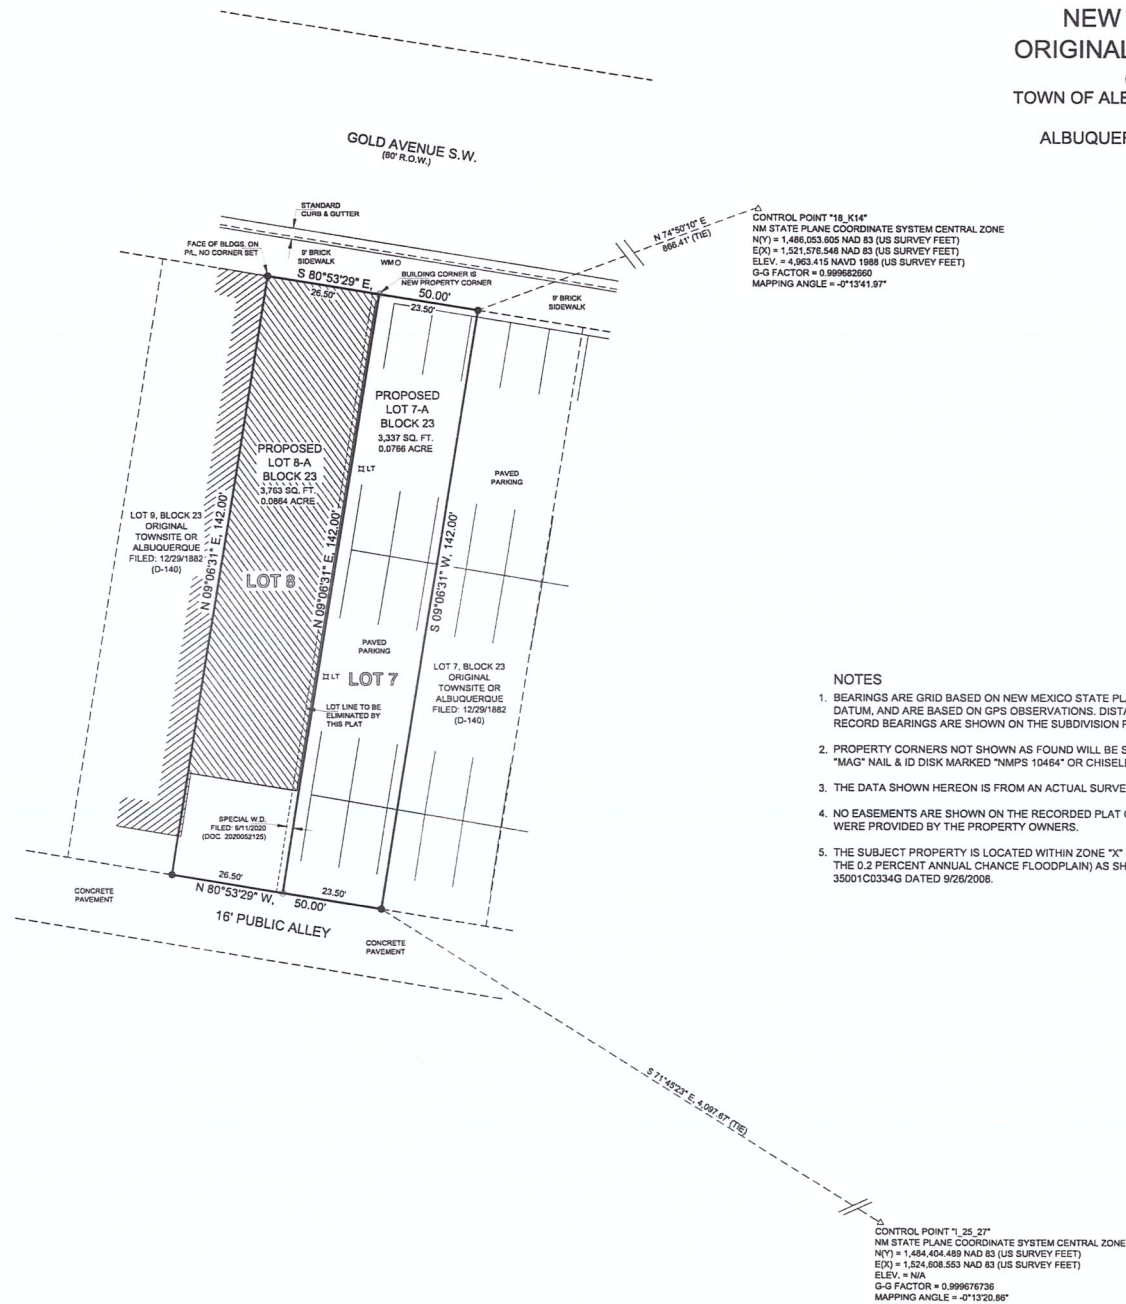 NEW
ORIGINAL
TOWN OF ALB
ALBUQUER
GOLD AVENUE S.W.
(80' R.O.W.)
STANDARD
CURB & GUTTER
FACE OF BLDGS. ON
P/L, NO CORNER SET
9' BRICK
SIDEWALK
WM
S 80°53'29" E,
50.00'
26.50'
23.50'
BUILDING CORNER IS
NEW PROPERTY CORNER
9' BRICK
SIDEWALK
N 74°50'10" E
866.41' (TIE)
CONTROL POINT "18_K14"
NM STATE PLANE COORDINATE SYSTEM CENTRAL ZONE
N(Y) = 1,486,053.605 NAD 83 (US SURVEY FEET)
E(X) = 1,521,576.548 NAD 83 (US SURVEY FEET)
ELEV. = 4,963.415 NAVD 1988 (US SURVEY FEET)
G-G FACTOR = 0.999682660
MAPPING ANGLE = -0°13'41.97"
PROPOSED
LOT 7-A
BLOCK 23
3,337 SQ. FT.
0.0766 ACRE
PROPOSED
LOT 8-A
BLOCK 23
3,763 SQ. FT.
0.0864 ACRE
LT
PAVED
PARKING
LOT 9, BLOCK 23
ORIGINAL
TOWNSITE OR
ALBUQUERQUE
FILED: 12/29/1882
(D-140)
N 09°06'31" E, 142.00'
LOT 8
N 09°06'31" E, 142.00'
S 09°06'31" W, 142.00'
PAVED
PARKING
LT
LOT 7
LOT 7, BLOCK 23
ORIGINAL
TOWNSITE OR
ALBUQUERQUE
FILED: 12/29/1882
(D-140)
LOT LINE TO BE
ELIMINATED BY
THIS PLAT
SPECIAL W.D.
FILED: 6/11/2020
(DOC. 2020052125)
26.50'
23.50'
N 80°53'29" W,
50.00'
CONCRETE
PAVEMENT
16' PUBLIC ALLEY
CONCRETE
PAVEMENT
S 71°45'23" E, 4,097.67' (TIE)
NOTES
1. BEARINGS ARE GRID BASED ON NEW MEXICO STATE PL
DATUM, AND ARE BASED ON GPS OBSERVATIONS. DISTA
RECORD BEARINGS ARE SHOWN ON THE SUBDIVISION P
2. PROPERTY CORNERS NOT SHOWN AS FOUND WILL BE S
"MAG" NAIL & ID DISK MARKED "NMPS 10464" OR CHISELE
3. THE DATA SHOWN HEREON IS FROM AN ACTUAL SURVE
4. NO EASEMENTS ARE SHOWN ON THE RECORDED PLAT O
WERE PROVIDED BY THE PROPERTY OWNERS.
5. THE SUBJECT PROPERTY IS LOCATED WITHIN ZONE "X"
THE 0.2 PERCENT ANNUAL CHANCE FLOODPLAIN) AS SH
35001C0334G DATED 9/26/2008.
CONTROL POINT "I_25_27"
NM STATE PLANE COORDINATE SYSTEM CENTRAL ZONE
N(Y) = 1,484,404.489 NAD 83 (US SURVEY FEET)
E(X) = 1,524,608.553 NAD 83 (US SURVEY FEET)
ELEV. = N/A
G-G FACTOR = 0.999676736
MAPPING ANGLE = -0°13'20.86"